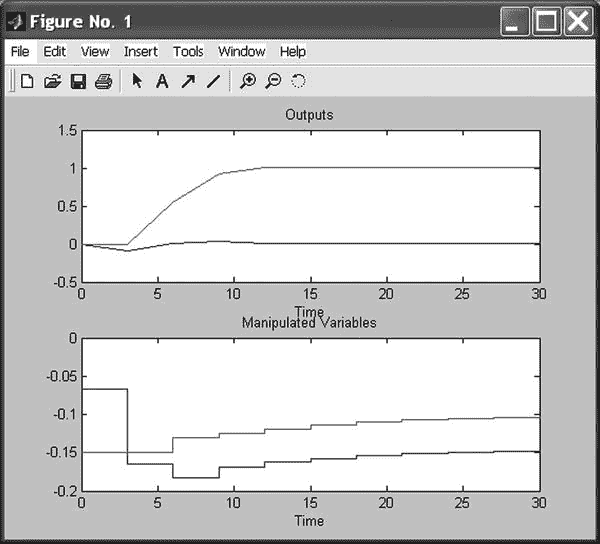 Figure No. 1
File Edit View Insert Tools Window Help
A
Outputs
1.5
1
0.5
0
-0.5
0 5 10 15 20 25 30
Time
Manipulated Variables
0
-0.05
-0.1
-0.15
-0.2
0 5 10 15 20 25 30
Time